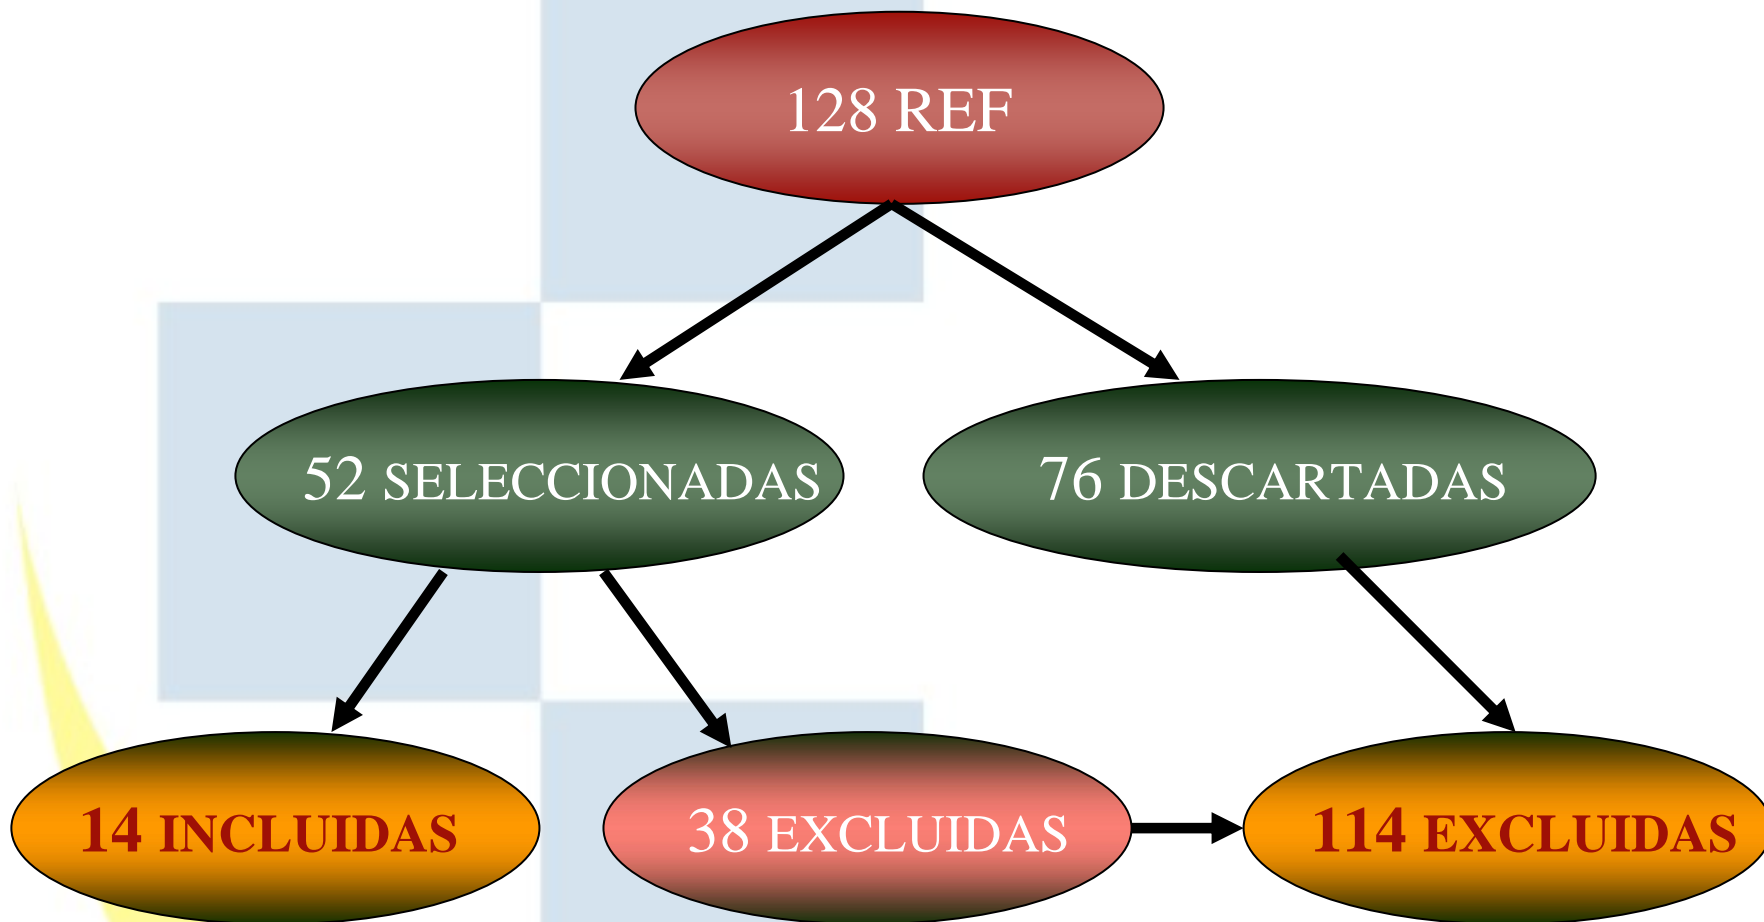 128 REF
52 SELECCIONADAS
76 DESCARTADAS
14 INCLUIDAS
38 EXCLUIDAS
114 EXCLUIDAS